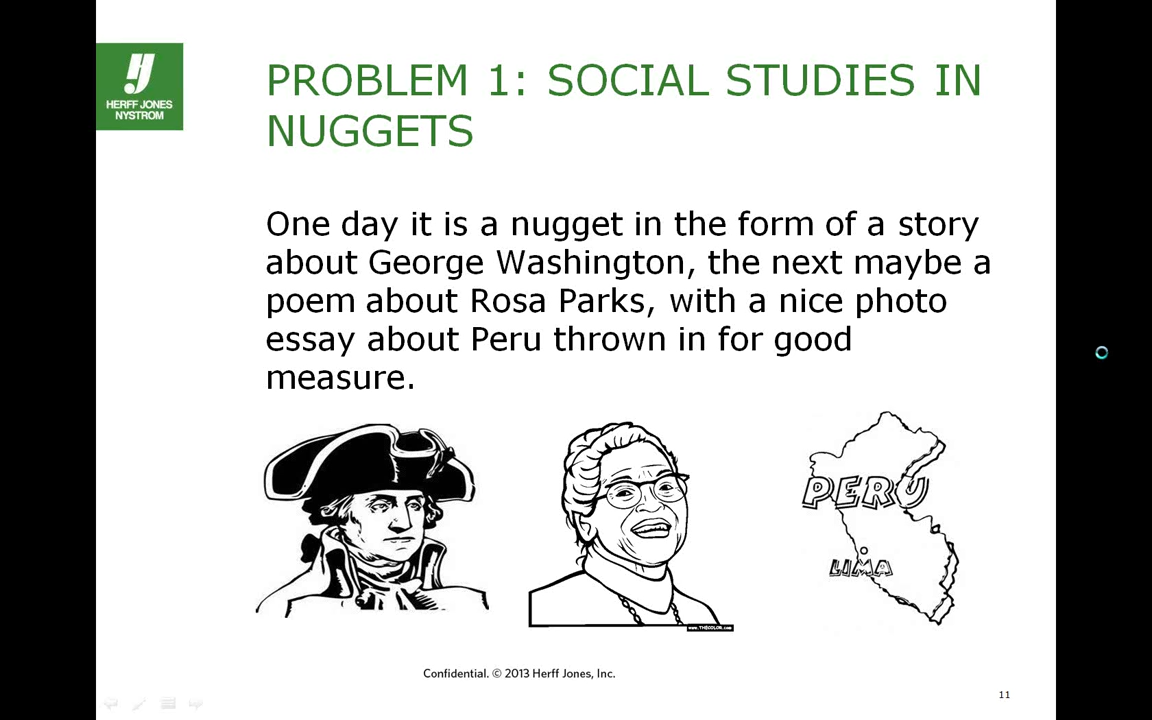 HERFF JONES
NYSTROM
PROBLEM 1: SOCIAL STUDIES IN
NUGGETS
One day it is a nugget in the form of a story
about George Washington, the next maybe a
poem about Rosa Parks, with a nice photo
essay about Peru thrown in for good
measure.
PERU
LIMA
www.THECOLOR.com
Confidential. © 2013 Herff Jones, Inc.
11